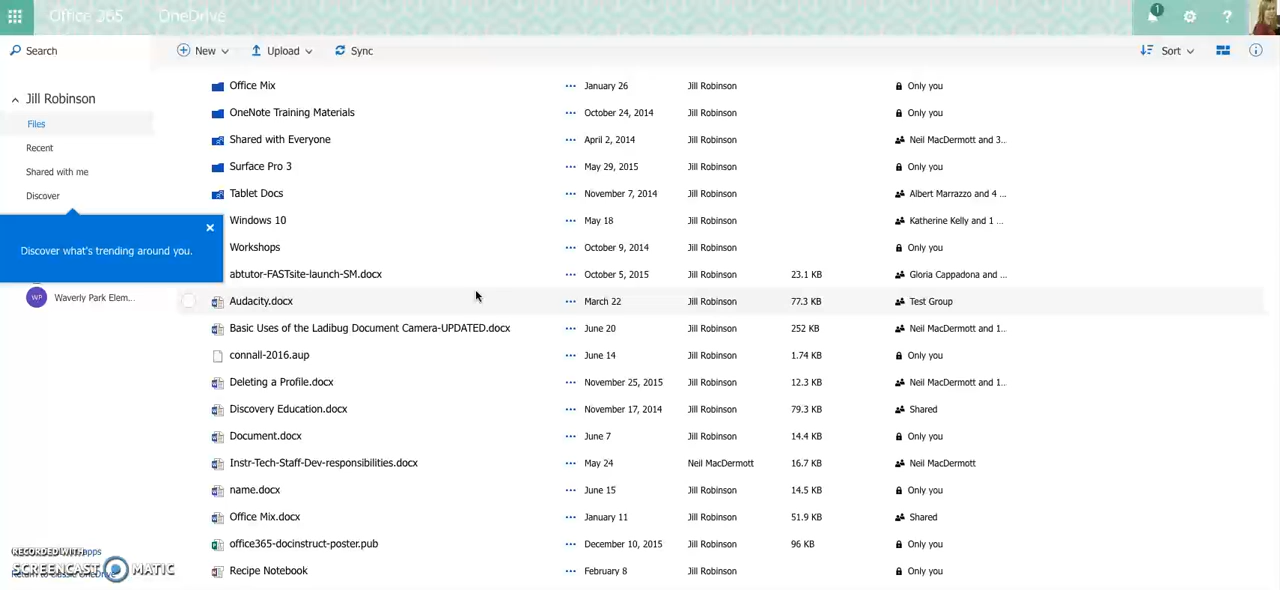 Office 365 OneDrive 1 ?
Search New Upload Sync Sort
Jill Robinson
Files
Recent
Shared with me
Discover
Discover what's trending around you. ×
WP Waverly Park Elem...
Office Mix ... January 26 Jill Robinson Only you
OneNote Training Materials ... October 24, 2014 Jill Robinson Only you
Shared with Everyone ... April 2, 2014 Jill Robinson Neil MacDermott and 3...
Surface Pro 3 ... May 29, 2015 Jill Robinson Only you
Tablet Docs ... November 7, 2014 Jill Robinson Albert Marrazzo and 4 ...
Windows 10 ... May 18 Jill Robinson Katherine Kelly and 1 ...
Workshops ... October 9, 2014 Jill Robinson Only you
abtutor-FASTsite-launch-SM.docx ... October 5, 2015 Jill Robinson 23.1 KB Gloria Cappadona and ...
Audacity.docx ... March 22 Jill Robinson 77.3 KB Test Group
Basic Uses of the Ladibug Document Camera-UPDATED.docx ... June 20 Jill Robinson 252 KB Neil MacDermott and 1...
connall-2016.aup ... June 14 Jill Robinson 1.74 KB Only you
Deleting a Profile.docx ... November 25, 2015 Jill Robinson 12.3 KB Neil MacDermott and 1...
Discovery Education.docx ... November 17, 2014 Jill Robinson 79.3 KB Shared
Document.docx ... June 7 Jill Robinson 14.4 KB Only you
Instr-Tech-Staff-Dev-responsibilities.docx ... May 24 Neil MacDermott 16.7 KB Neil MacDermott
name.docx ... June 15 Jill Robinson 14.5 KB Only you
Office Mix.docx ... January 11 Jill Robinson 51.9 KB Shared
office365-docinstruct-poster.pub ... December 10, 2015 Jill Robinson 96 KB Only you
Recipe Notebook ... February 8 Jill Robinson Only you
RECORDED WITH apps
SCREENCAST MATIC
Return to classic OneDrive